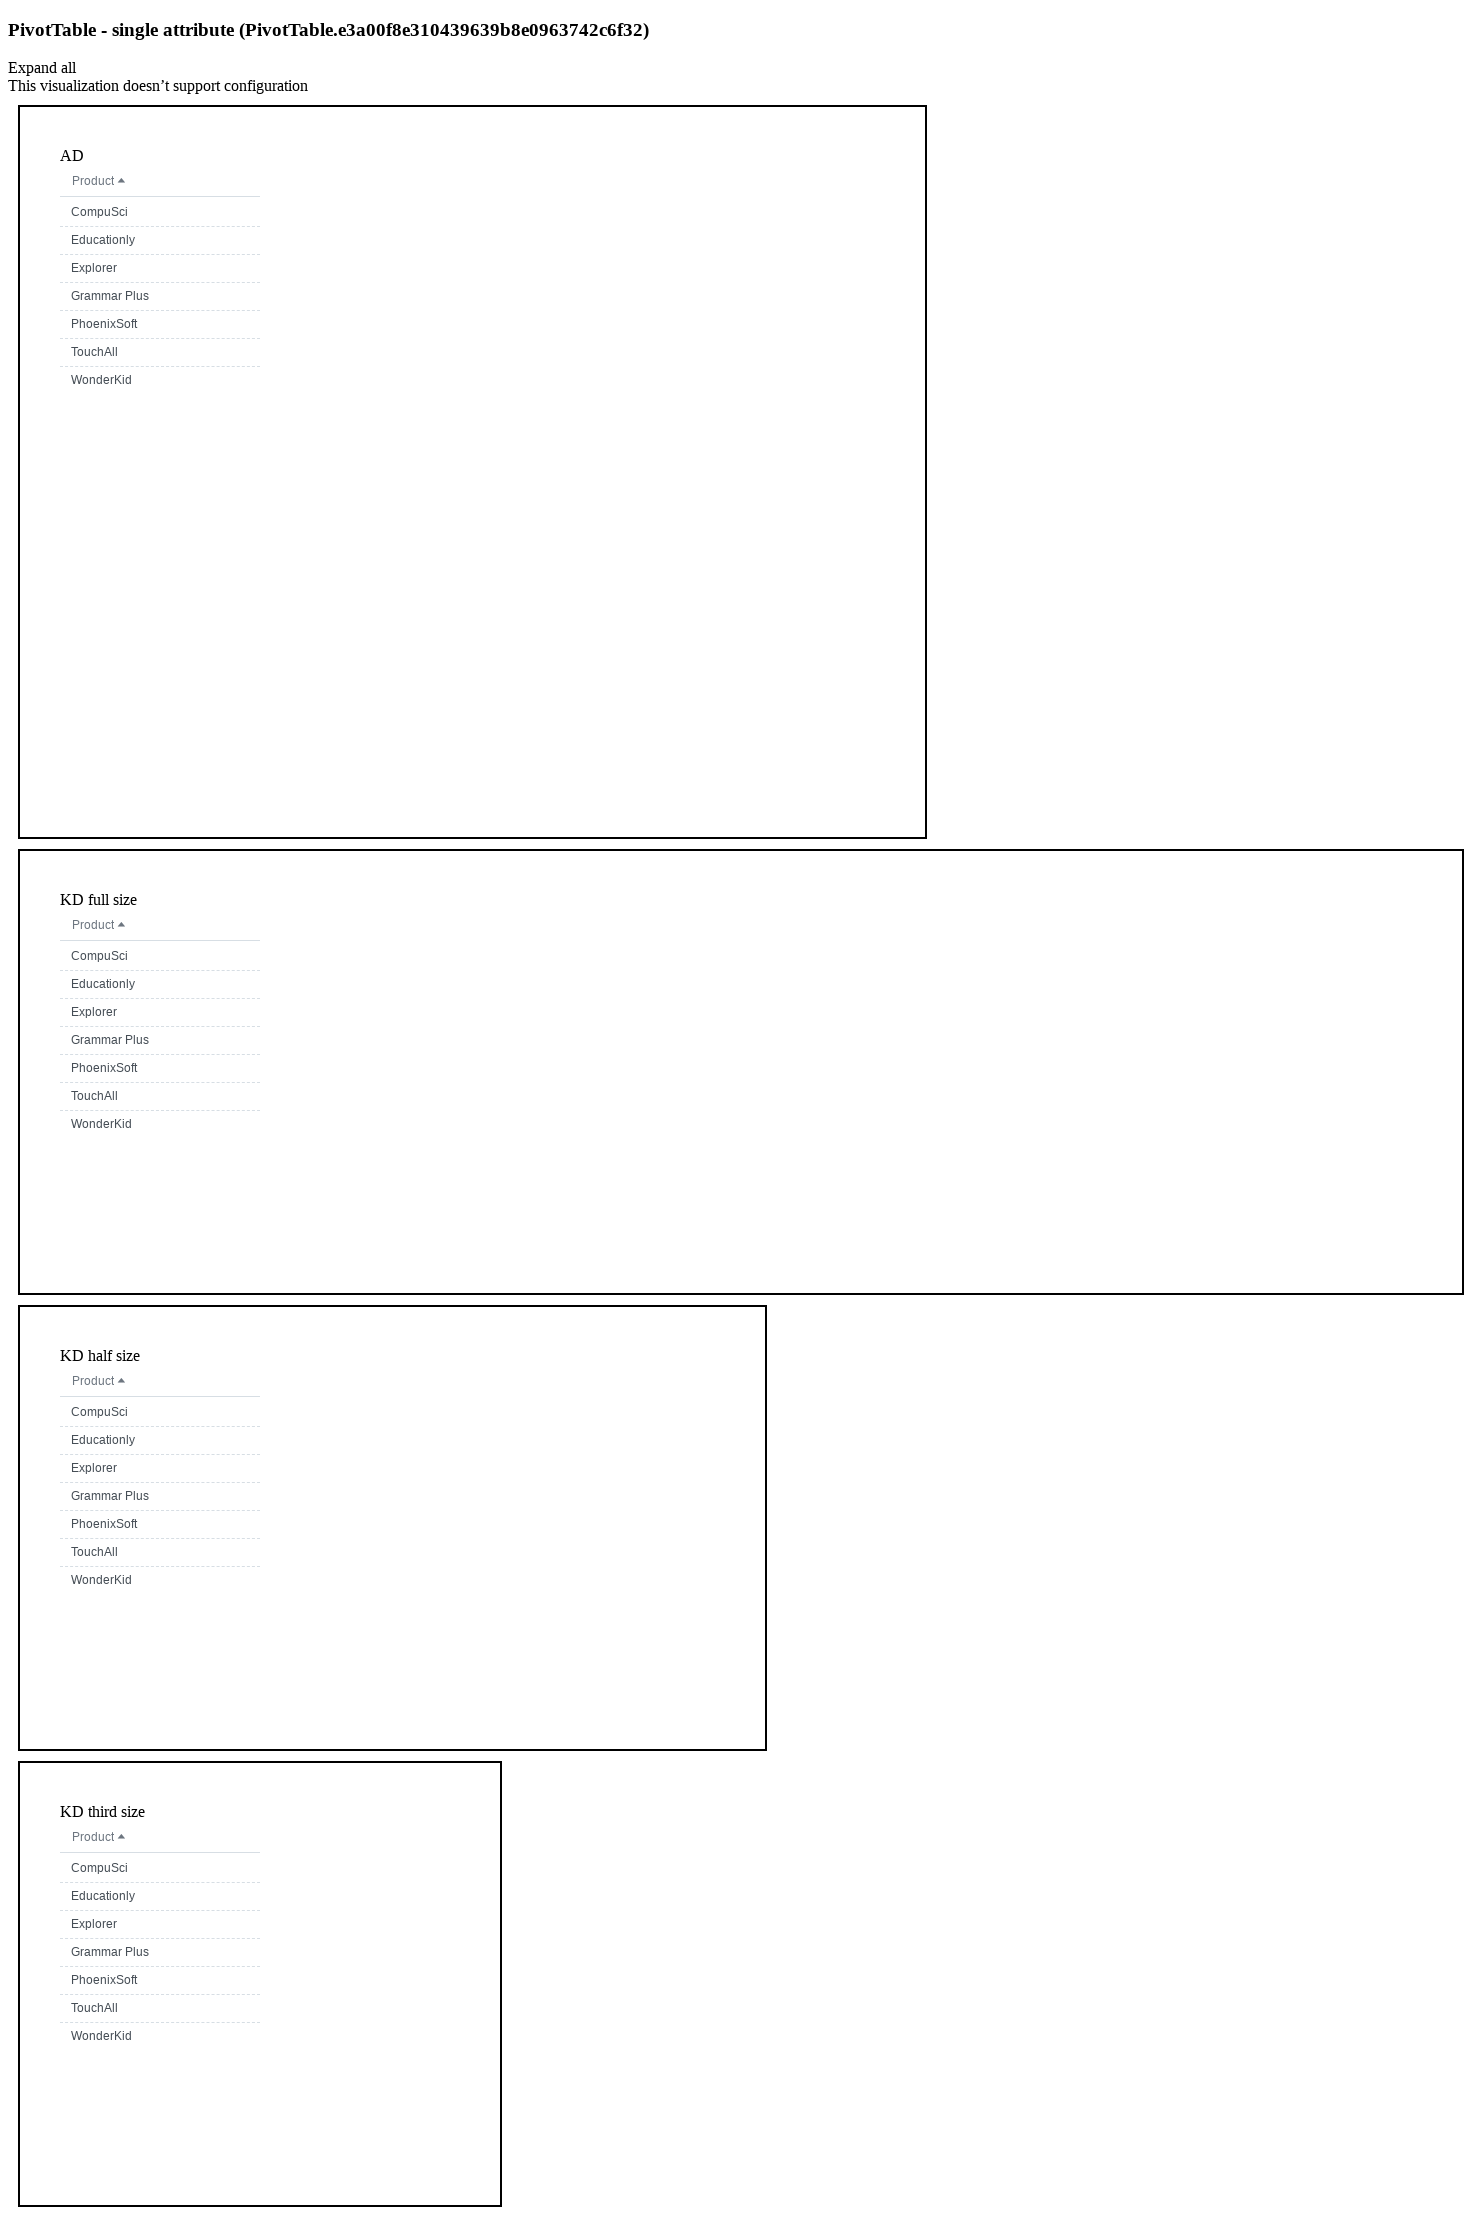 PivotTable - single attribute (PivotTable.e3a00f8e310439639b8e0963742c6f32)
Expand all
This visualization doesn’t support configuration
AD
Product
CompuSci
Educationly
Explorer
Grammar Plus
PhoenixSoft
TouchAll
WonderKid
KD full size
Product
CompuSci
Educationly
Explorer
Grammar Plus
PhoenixSoft
TouchAll
WonderKid
KD half size
Product
CompuSci
Educationly
Explorer
Grammar Plus
PhoenixSoft
TouchAll
WonderKid
KD third size
Product
CompuSci
Educationly
Explorer
Grammar Plus
PhoenixSoft
TouchAll
WonderKid